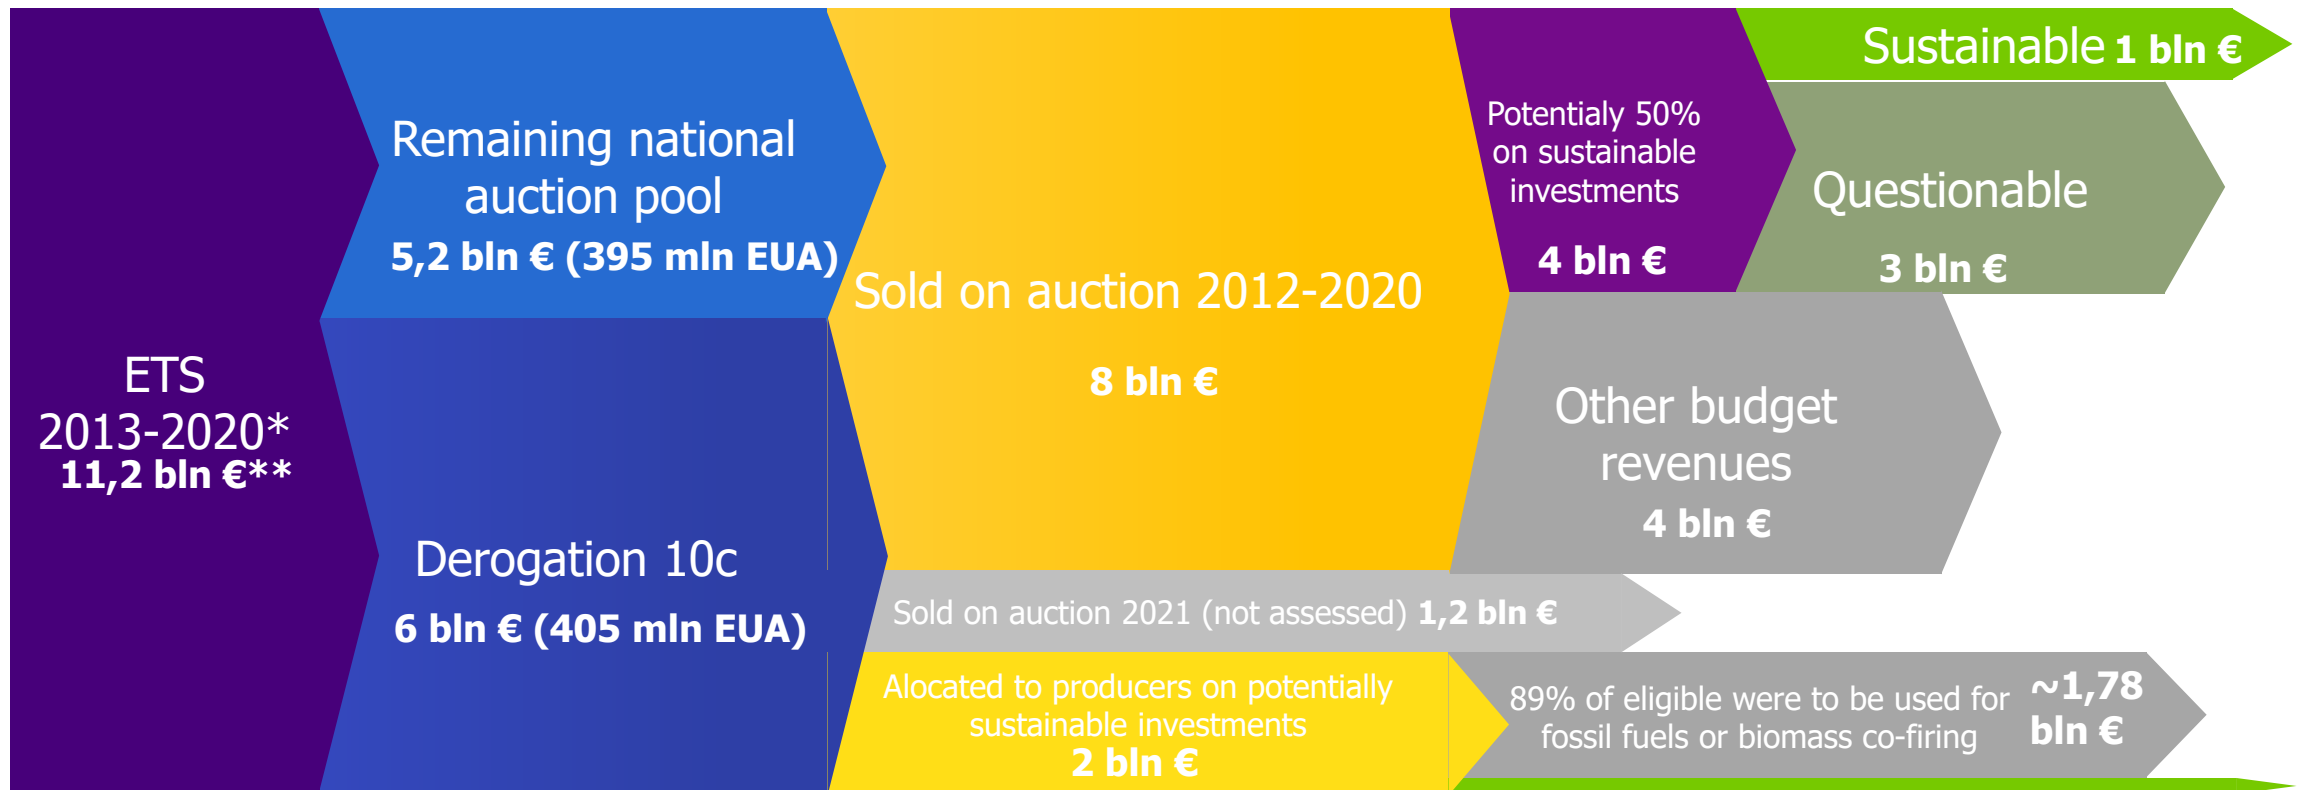 ETS
2013-2020*
11,2 bln €**
Remaining national
auction pool
5,2 bln € (395 mln EUA)
Derogation 10c
6 bln € (405 mln EUA)
Sold on auction 2012-2020
8 bln €
Sold on auction 2021 (not assessed) 1,2 bln €
Alocated to producers on potentially
sustainable investments
2 bln €
Potentialy 50%
on sustainable
investments
4 bln €
Sustainable 1 bln €
Questionable
3 bln €
Other budget
revenues
4 bln €
89% of eligible were to be used for
fossil fuels or biomass co-firing
~1,78
bln €